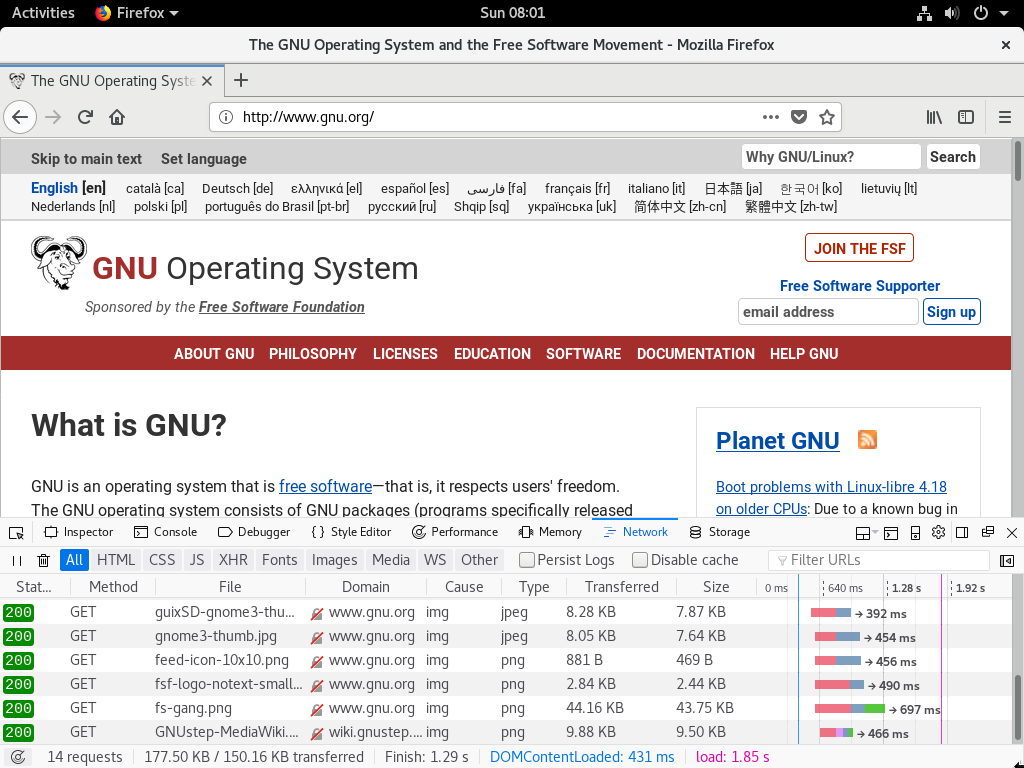 Activities Firefox Sun 08:01
The GNU Operating System and the Free Software Movement - Mozilla Firefox
The GNU Operating Syste
http://www.gnu.org/
Skip to main text Set language Why GNU/Linux? Search
English [en] català [ca] Deutsch [de] ελληνικά [el] español [es] فارسی [fa] français [fr] italiano [it] 日本語 [ja] 한국어 [ko] lietuvių [lt]
Nederlands [nl] polski [pl] português do Brasil [pt-br] русский [ru] Shqip [sq] українська [uk] 简体中文 [zh-cn] 繁體中文 [zh-tw]
JOIN THE FSF
GNU Operating System
Free Software Supporter
Sponsored by the Free Software Foundation
email address Sign up
ABOUT GNU PHILOSOPHY LICENSES EDUCATION SOFTWARE DOCUMENTATION HELP GNU
What is GNU?
Planet GNU
GNU is an operating system that is free software—that is, it respects users' freedom.
The GNU operating system consists of GNU packages (programs specifically released
Boot problems with Linux-libre 4.18
on older CPUs: Due to a known bug in
Inspector Console Debugger {} Style Editor Performance Memory Network Storage
All HTML CSS JS XHR Fonts Images Media WS Other Persist Logs Disable cache Filter URLs
Stat... Method File Domain Cause Type Transferred Size 0 ms 640 ms 1.28 s 1.92 s
200 GET guixSD-gnome3-thu... www.gnu.org img jpeg 8.28 KB 7.87 KB → 392 ms
200 GET gnome3-thumb.jpg www.gnu.org img jpeg 8.05 KB 7.64 KB → 454 ms
200 GET feed-icon-10x10.png www.gnu.org img png 881 B 469 B → 456 ms
200 GET fsf-logo-notext-small... www.gnu.org img png 2.84 KB 2.44 KB → 490 ms
200 GET fs-gang.png www.gnu.org img png 44.16 KB 43.75 KB → 697 ms
200 GET GNUstep-MediaWiki.... wiki.gnustep.... img png 9.88 KB 9.50 KB → 466 ms
14 requests 177.50 KB / 150.16 KB transferred Finish: 1.29 s DOMContentLoaded: 431 ms load: 1.85 s